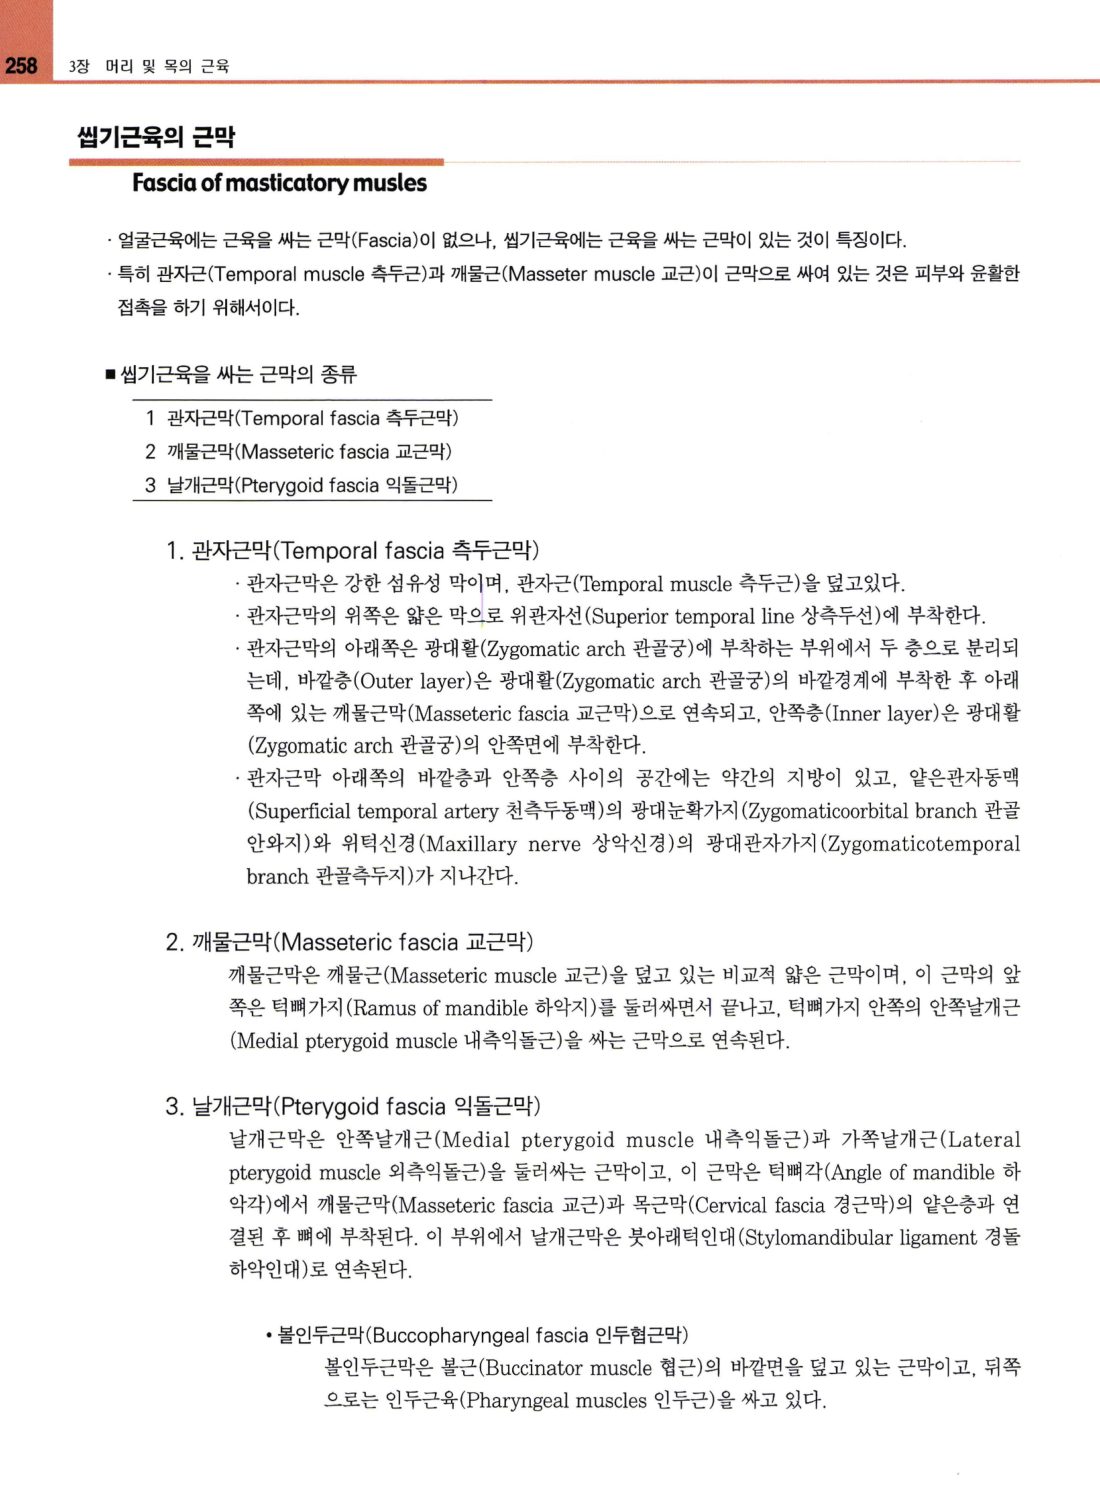 258 3장 머리 및 목의 근육
씹기근육의 근막
Fascia of masticatory musles
· 얼굴근육에는 근육을 싸는 근막(Fascia)이 없으나, 씹기근육에는 근육을 싸는 근막이 있는 것이 특징이다.
· 특히 관자근(Temporal muscle 측두근)과 깨물근(Masseter muscle 교근)이 근막으로 싸여 있는 것은 피부와 윤활한
접촉을 하기 위해서이다.
■ 씹기근육을 싸는 근막의 종류
1 관자근막(Temporal fascia 측두근막)
2 깨물근막(Masseteric fascia 교근막)
3 날개근막(Pterygoid fascia 익돌근막)
1. 관자근막(Temporal fascia 측두근막)
· 관자근막은 강한 섬유성 막이며, 관자근(Temporal muscle 측두근)을 덮고있다.
· 관자근막의 위쪽은 얇은 막으로 위관자선(Superior temporal line 상측두선)에 부착한다.
· 관자근막의 아래쪽은 광대활(Zygomatic arch 관골궁)에 부착하는 부위에서 두 층으로 분리되
는데, 바깥층(Outer layer)은 광대활(Zygomatic arch 관골궁)의 바깥경계에 부착한 후 아래
쪽에 있는 깨물근막(Masseteric fascia 교근막)으로 연속되고, 안쪽층(Inner layer)은 광대활
(Zygomatic arch 관골궁)의 안쪽면에 부착한다.
· 관자근막 아래쪽의 바깥층과 안쪽층 사이의 공간에는 약간의 지방이 있고, 얕은관자동맥
(Superficial temporal artery 천측두동맥)의 광대눈확가지(Zygomaticoorbital branch 관골
안와지)와 위턱신경(Maxillary nerve 상악신경)의 광대관자가지(Zygomaticotemporal
branch 관골측두지)가 지나간다.
2. 깨물근막(Masseteric fascia 교근막)
깨물근막은 깨물근(Masseteric muscle 교근)을 덮고 있는 비교적 얇은 근막이며, 이 근막의 앞
쪽은 턱뼈가지(Ramus of mandible 하악지)를 둘러싸면서 끝나고, 턱뼈가지 안쪽의 안쪽날개근
(Medial pterygoid muscle 내측익돌근)을 싸는 근막으로 연속된다.
3. 날개근막(Pterygoid fascia 익돌근막)
날개근막은 안쪽날개근(Medial pterygoid muscle 내측익돌근)과 가쪽날개근(Lateral
pterygoid muscle 외측익돌근)을 둘러싸는 근막이고, 이 근막은 턱뼈각(Angle of mandible 하
악각)에서 깨물근막(Masseteric fascia 교근)과 목근막(Cervical fascia 경근막)의 얕은층과 연
결된 후 뼈에 부착된다. 이 부위에서 날개근막은 붓아래턱인대(Stylomandibular ligament 경돌
하악인대)로 연속된다.
• 볼인두근막(Buccopharyngeal fascia 인두협근막)
볼인두근막은 볼근(Buccinator muscle 협근)의 바깥면을 덮고 있는 근막이고, 뒤쪽
으로는 인두근육(Pharyngeal muscles 인두근)을 싸고 있다.